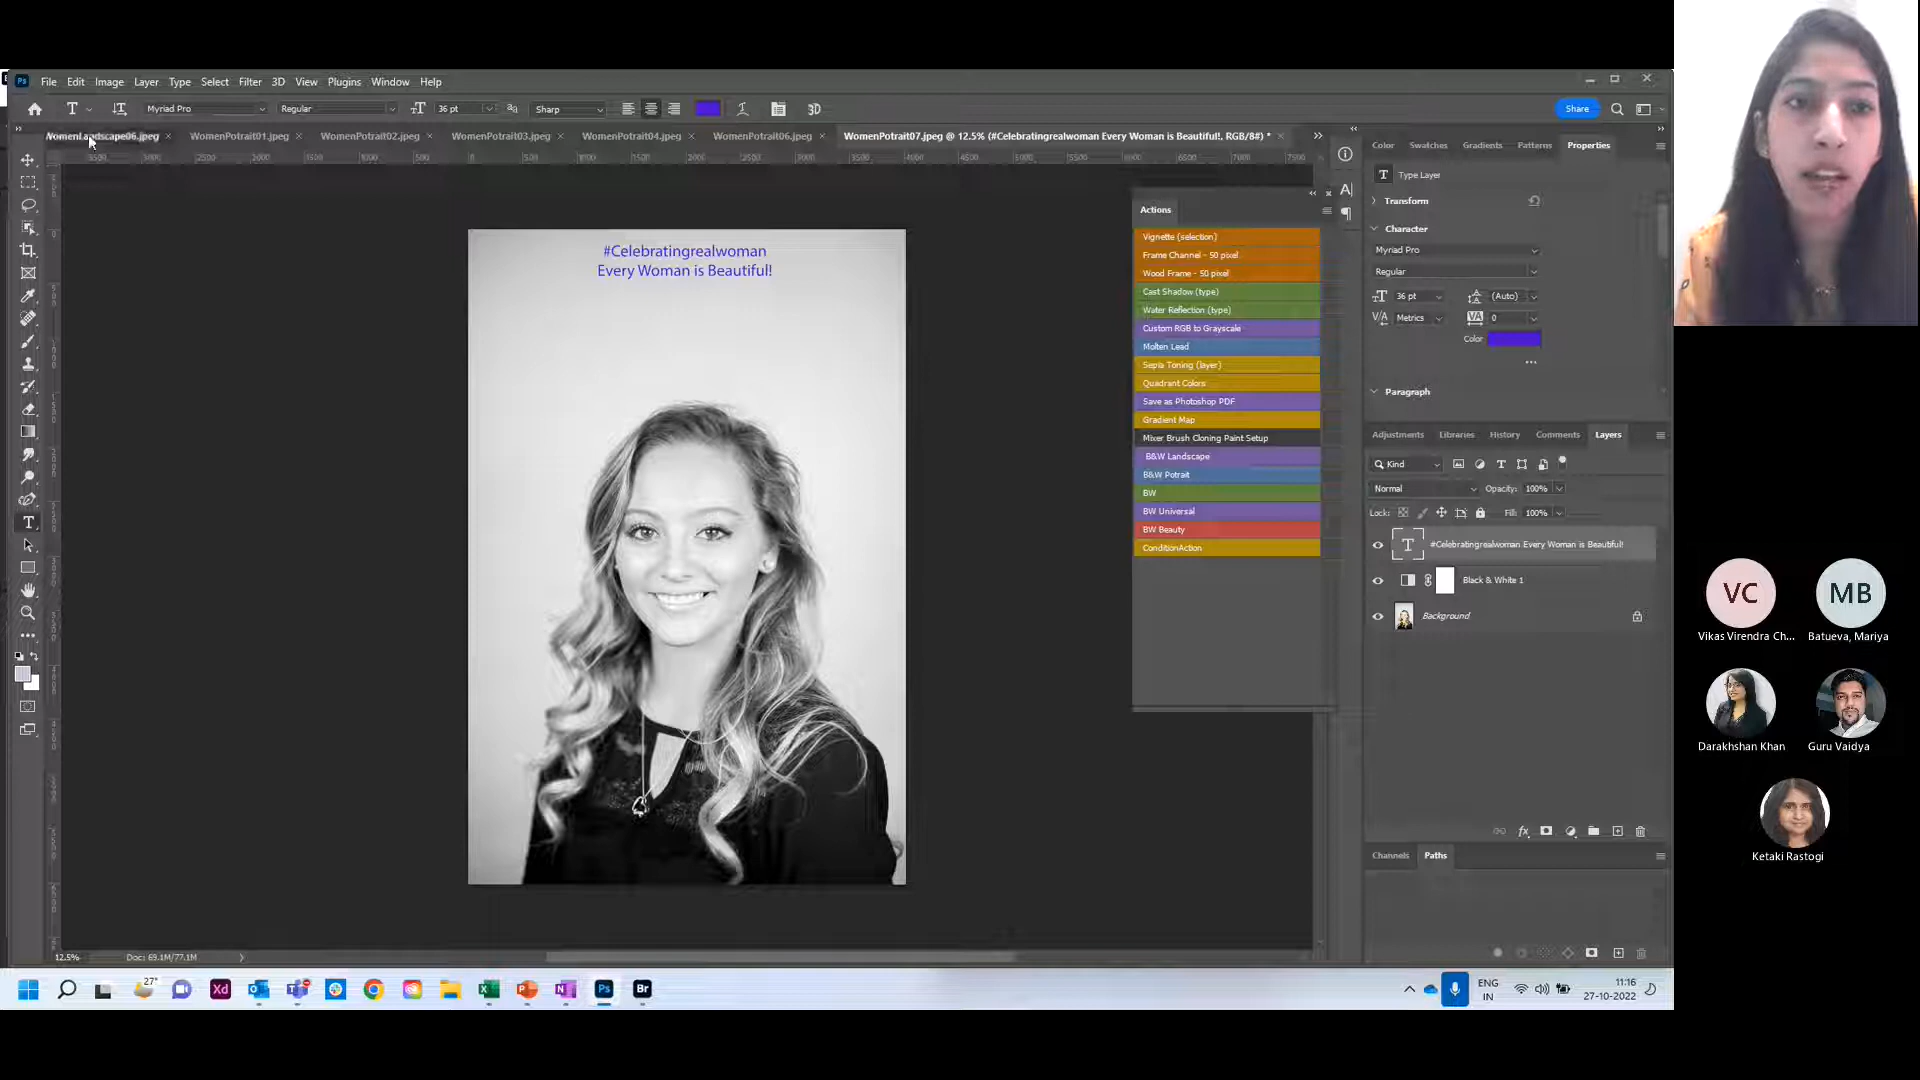 Ps File Edit Image Layer Type Select Filter 3D View Plugins Window Help
T Myriad Pro Regular 36 pt aa Sharp 3D Share
WomenLandscape06.jpeg × WomenPotrait01.jpeg × WomenPotrait02.jpeg × WomenPotrait03.jpeg × WomenPotrait04.jpeg × WomenPotrait06.jpeg × WomenPotrait07.jpeg @ 12.5% (#Celebratingrealwoman Every Woman is Beautiful!, RGB/8#) * ×
#Celebratingrealwoman
Every Woman is Beautiful!
Actions
Vignette (selection)
Frame Channel - 50 pixel
Wood Frame - 50 pixel
Cast Shadow (type)
Water Reflection (type)
Custom RGB to Grayscale
Molten Lead
Sepia Toning (layer)
Quadrant Colors
Save as Photoshop PDF
Gradient Map
Mixer Brush Cloning Paint Setup
B&W Landscape
B&W Potrait
BW
BW Universal
BW Beauty
ConditionAction
Color Swatches Gradients Patterns Properties
T Type Layer
Transform
Character
Myriad Pro
Regular
36 pt (Auto)
Metrics 0
Color
Paragraph
Adjustments Libraries History Comments Layers
Kind
Normal Opacity: 100%
Lock: Fill: 100%
T #Celebratingrealwoman Every Woman is Beautiful!
Black & White 1
Background
fx
Channels Paths
12.5% Doc: 69.1M/77.1M
27° Xd Ps Br
ENG
IN
11:16
27-10-2022
VC MB
Vikas Virendra Ch... Batueva, Mariya
Darakhshan Khan Guru Vaidya
Ketaki Rastogi